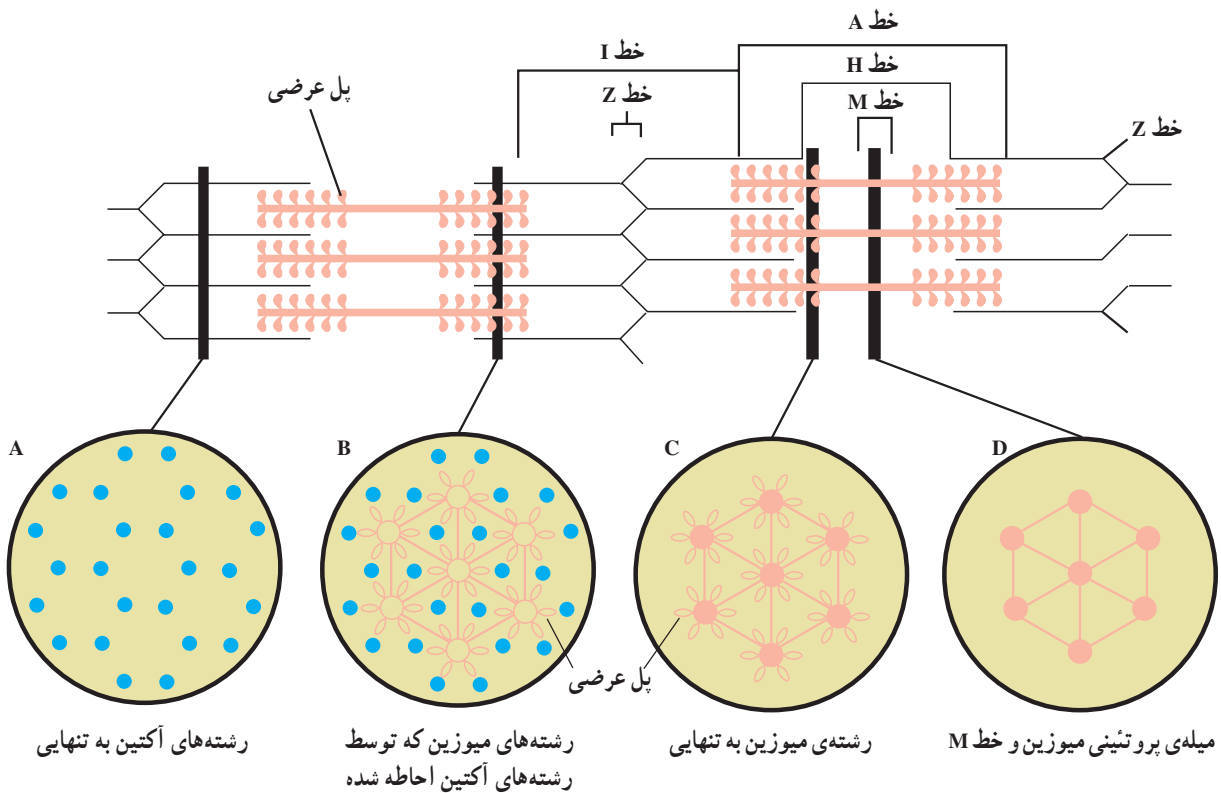 خط A
خط I
خط H
پل عرضی
خط Z
خط M
خط Z
A
B
C
D
پل عرضی
رشته‌های آکتین به تنهایی
رشته‌های میوزین که توسط
رشته‌های آکتین احاطه شده
رشته‌ی میوزین به تنهایی
میله‌ی پروتئینی میوزین و خط M